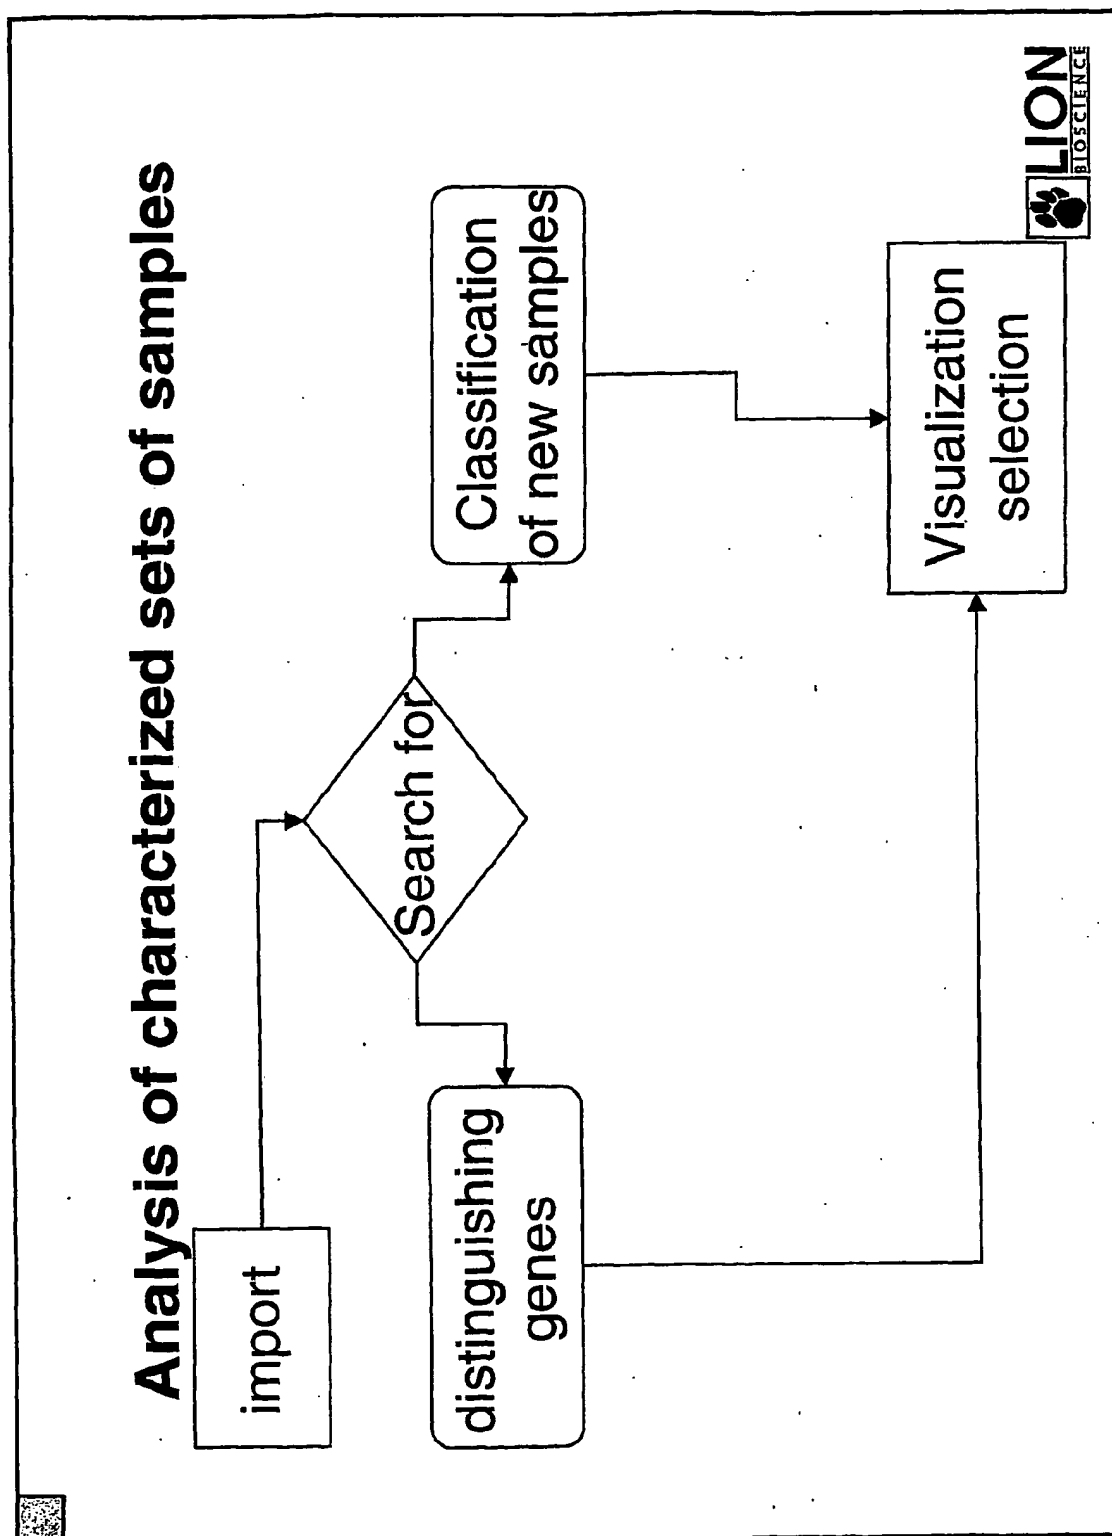 Analysis of characterized sets of samples
import
Search for
distinguishing
genes
Classification
of new samples
Visualization
selection
LION
BIOSCIENCE